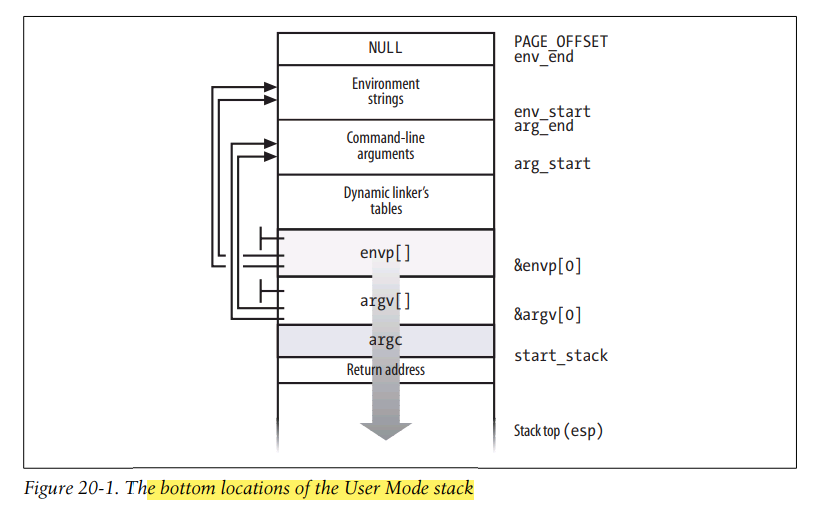 NULL
PAGE_OFFSET
env_end
Environment
strings
env_start
arg_end
Command-line
arguments
arg_start
Dynamic linker's
tables
envp[]
&envp[0]
argv[]
&argv[0]
argc
start_stack
Return address
Stack top (esp)
Figure 20-1. The bottom locations of the User Mode stack